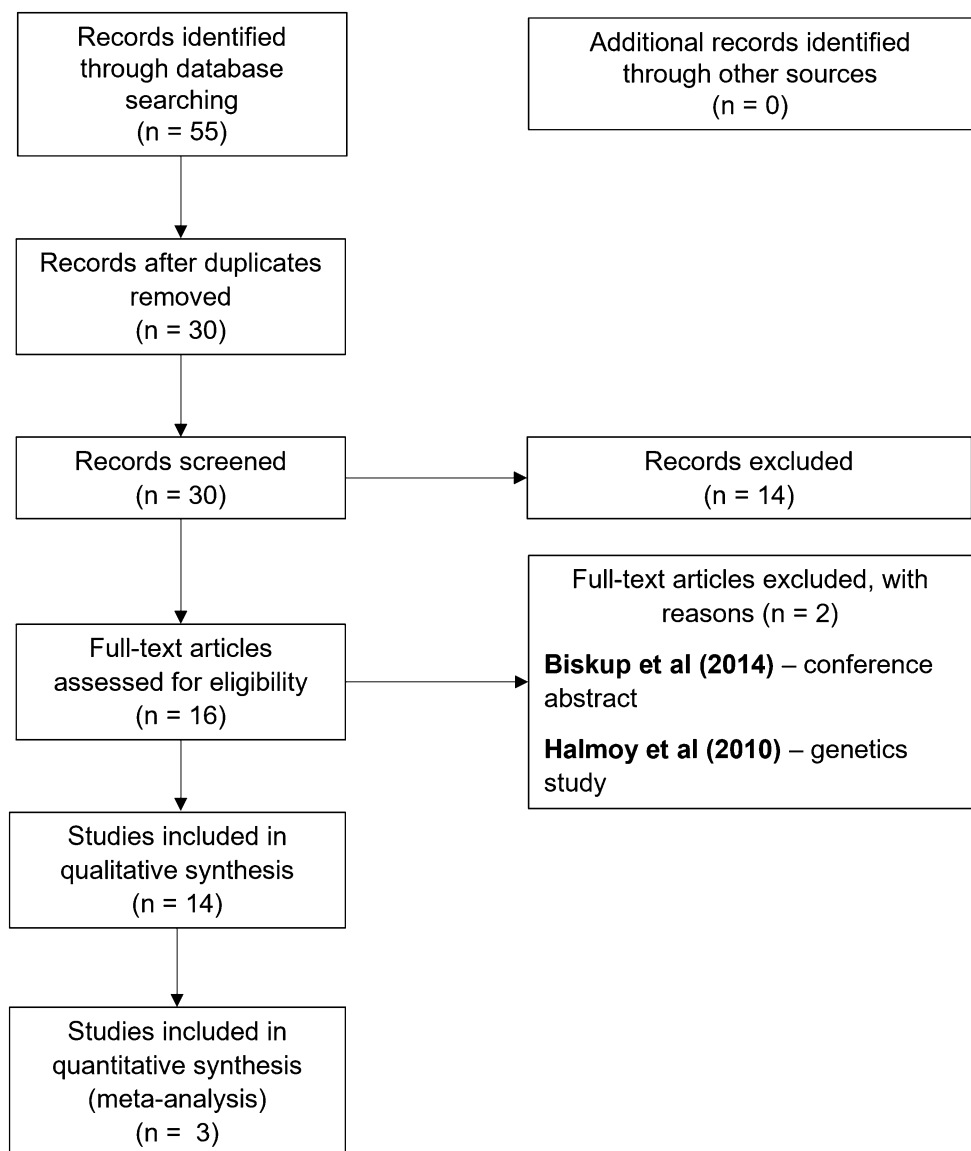 Records identified
through database
searching
(n = 55)
Additional records identified
through other sources
(n = 0)
Records after duplicates
removed
(n = 30)
Records screened
(n = 30)
Records excluded
(n = 14)
Full-text articles
assessed for eligibility
(n = 16)
Full-text articles excluded, with
reasons (n = 2)
Biskup et al (2014) – conference
abstract
Halmoy et al (2010) – genetics
study
Studies included in
qualitative synthesis
(n = 14)
Studies included in
quantitative synthesis
(meta-analysis)
(n =  3)